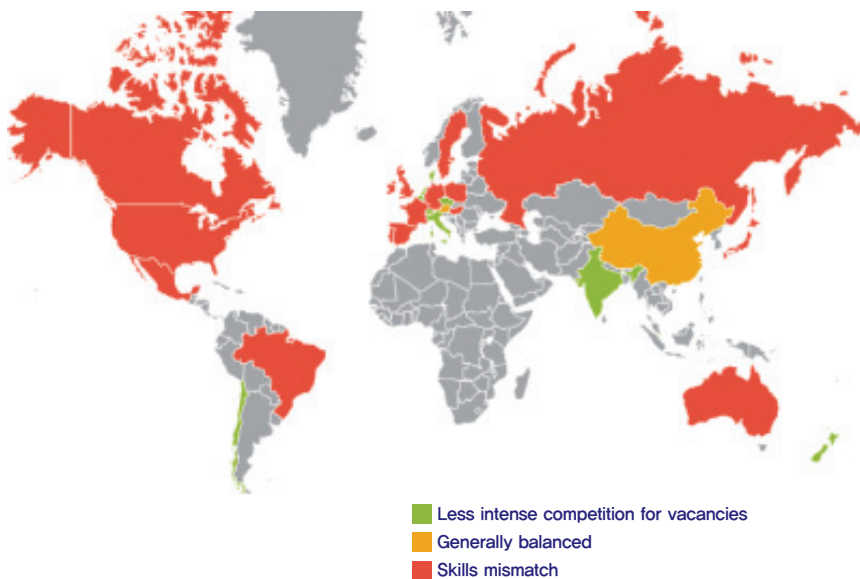 Less intense competition for vacancies
Generally balanced
Skills mismatch